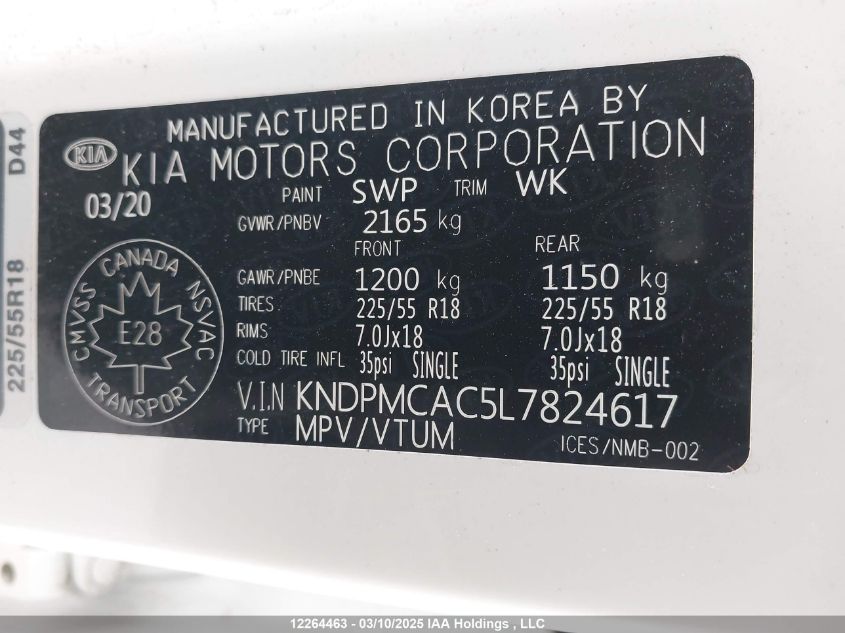 MANUFACTURED IN KOREA BY
KIA KIA MOTORS CORPORATION
03/20 PAINT SWP TRIM WK
GVWR/PNBV 2165 kg
FRONT REAR
GAWR/PNBE 1200 kg 1150 kg
TIRES 225/55 R18 225/55 R18
RIMS 7.0Jx18 7.0Jx18
COLD TIRE INFL 35psi SINGLE 35psi SINGLE
V.I.N KNDPMCAC5L7824617
TYPE MPV/VTUM
ICES/NMB-002
CANADA
CMVSS NSVAC
E28
TRANSPORT
225/55R18 D44
12264463 - 03/10/2025 IAA Holdings , LLC